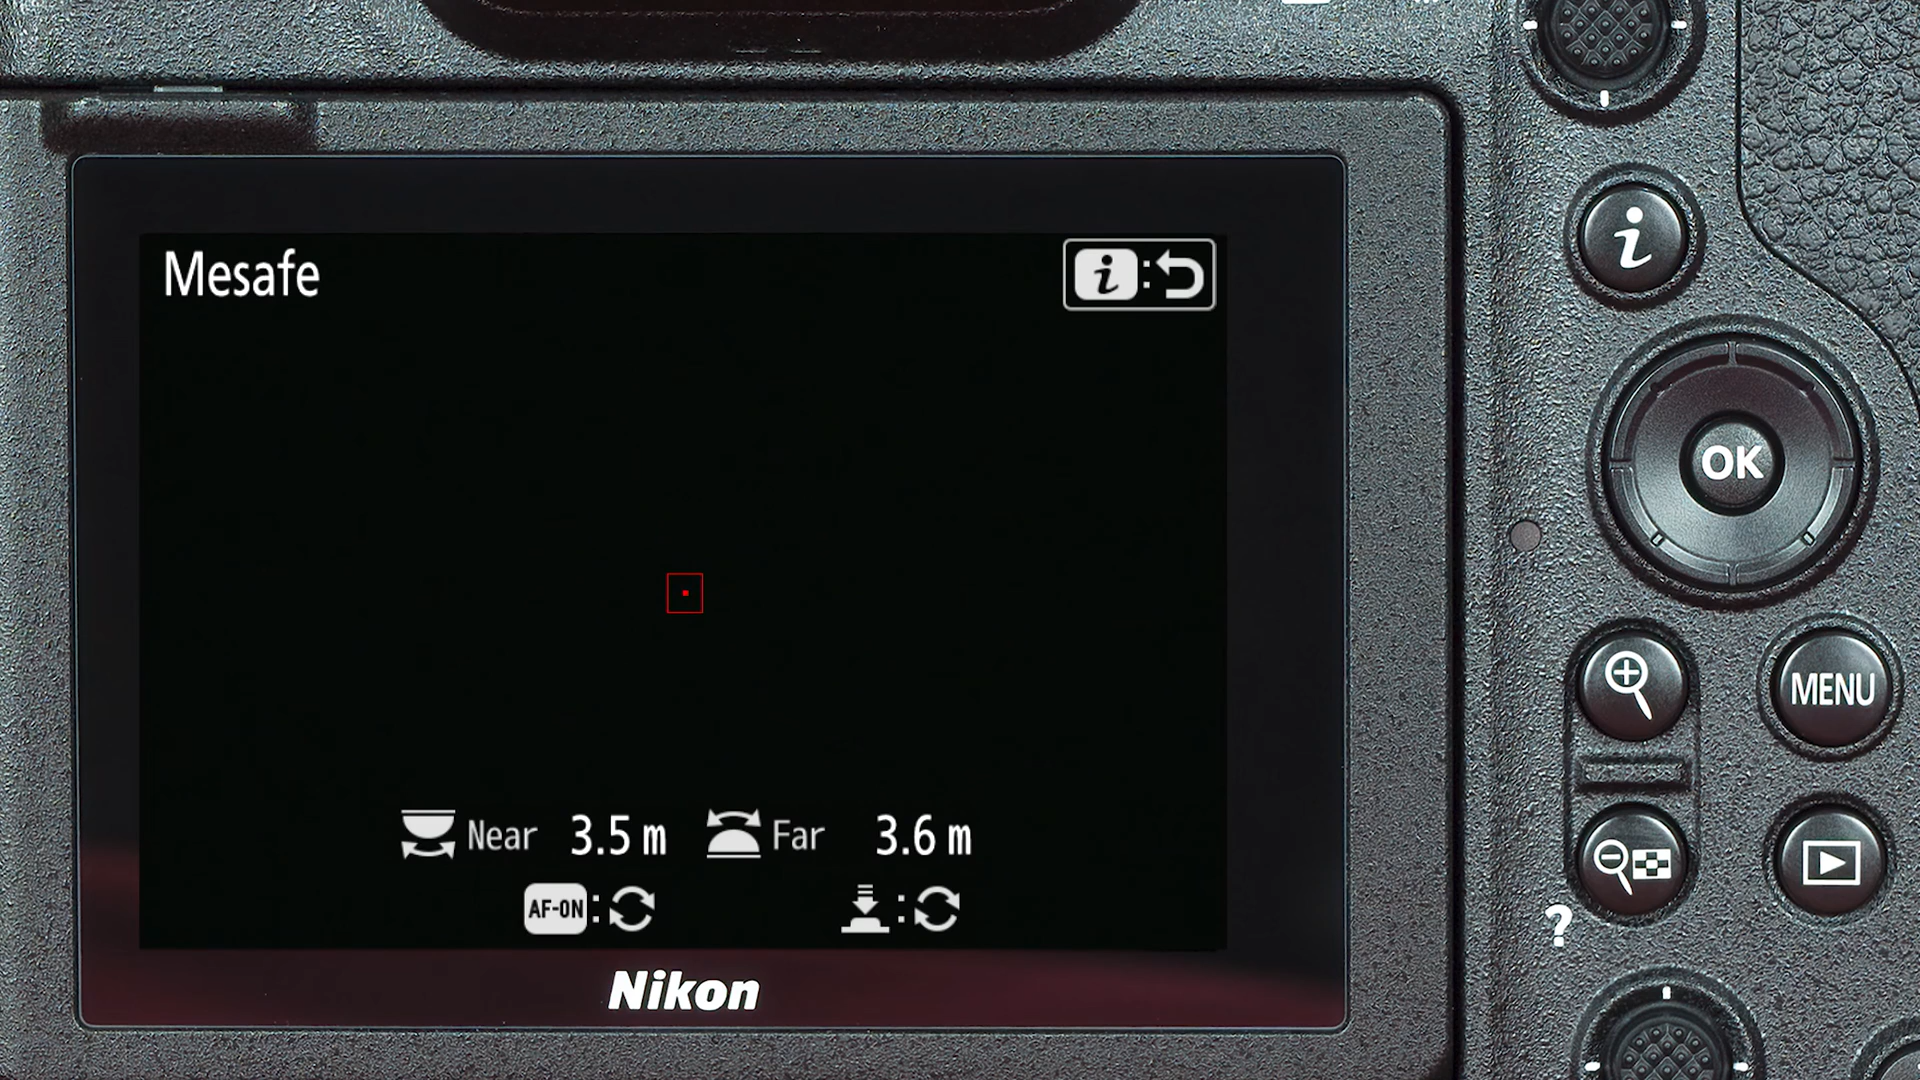 Mesafe
i:
Near 3.5 m Far 3.6 m
AF-ON : :
Nikon
i
OK
MENU
?